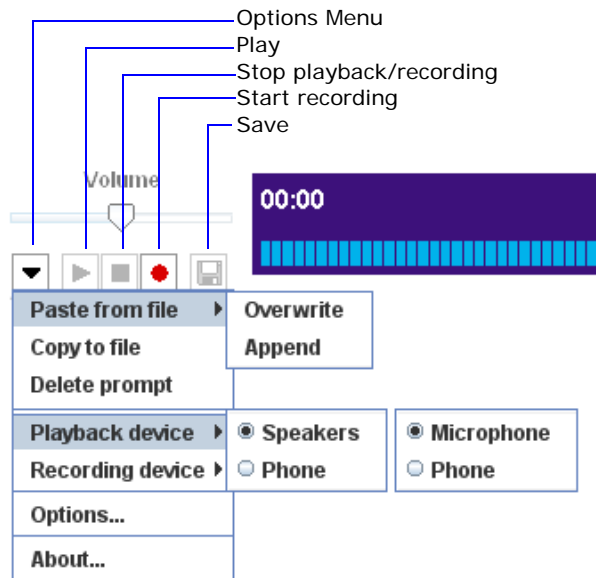 Options Menu
Play
Stop playback/recording
Start recording
Save
Volume
00:00
Paste from file
Overwrite
Copy to file
Append
Delete prompt
Playback device
Speakers
Microphone
Recording device
Phone
Phone
Options...
About...